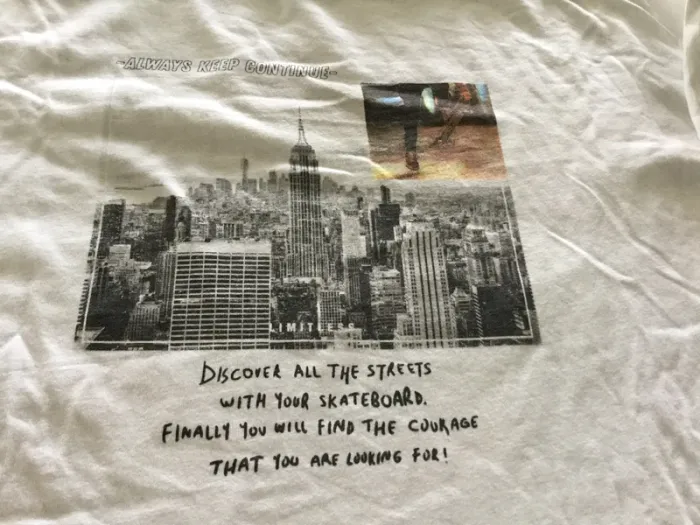 -ALWAYS KEEP CONTINUE-
LIMITLESS
DISCOVER ALL THE STREETS
WITH YOUR SKATEBOARD.
FINALLY YOU WILL FIND THE COURAGE
THAT YOU ARE LOOKING FOR!